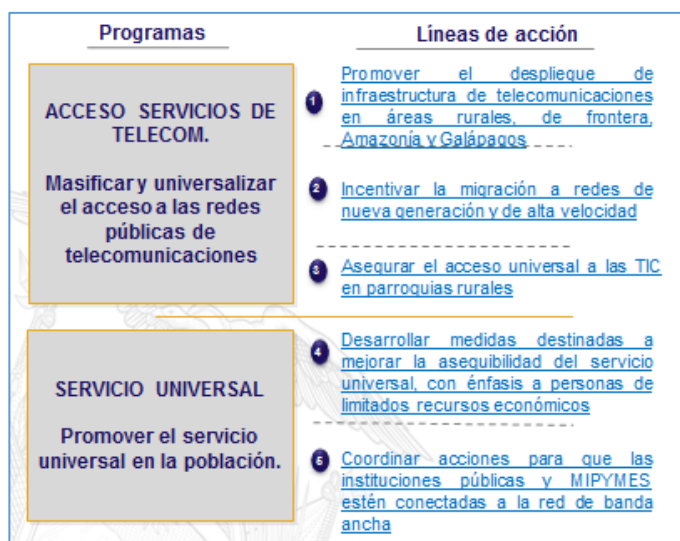 Programas
Líneas de acción
ACCESO SERVICIOS DE
TELECOM.
Masificar y universalizar
el acceso a las redes
públicas de
telecomunicaciones
1
Promover el despliegue de
infraestructura de telecomunicaciones
en áreas rurales, de frontera,
Amazonía y Galápagos
2
Incentivar la migración a redes de
nueva generación y de alta velocidad
3
Asegurar el acceso universal a las TIC
en parroquias rurales
SERVICIO UNIVERSAL
Promover el servicio
universal en la población.
4
Desarrollar medidas destinadas a
mejorar la asequibilidad del servicio
universal, con énfasis a personas de
limitados recursos económicos
5
Coordinar acciones para que las
instituciones públicas y MIPYMES
estén conectadas a la red de banda
ancha